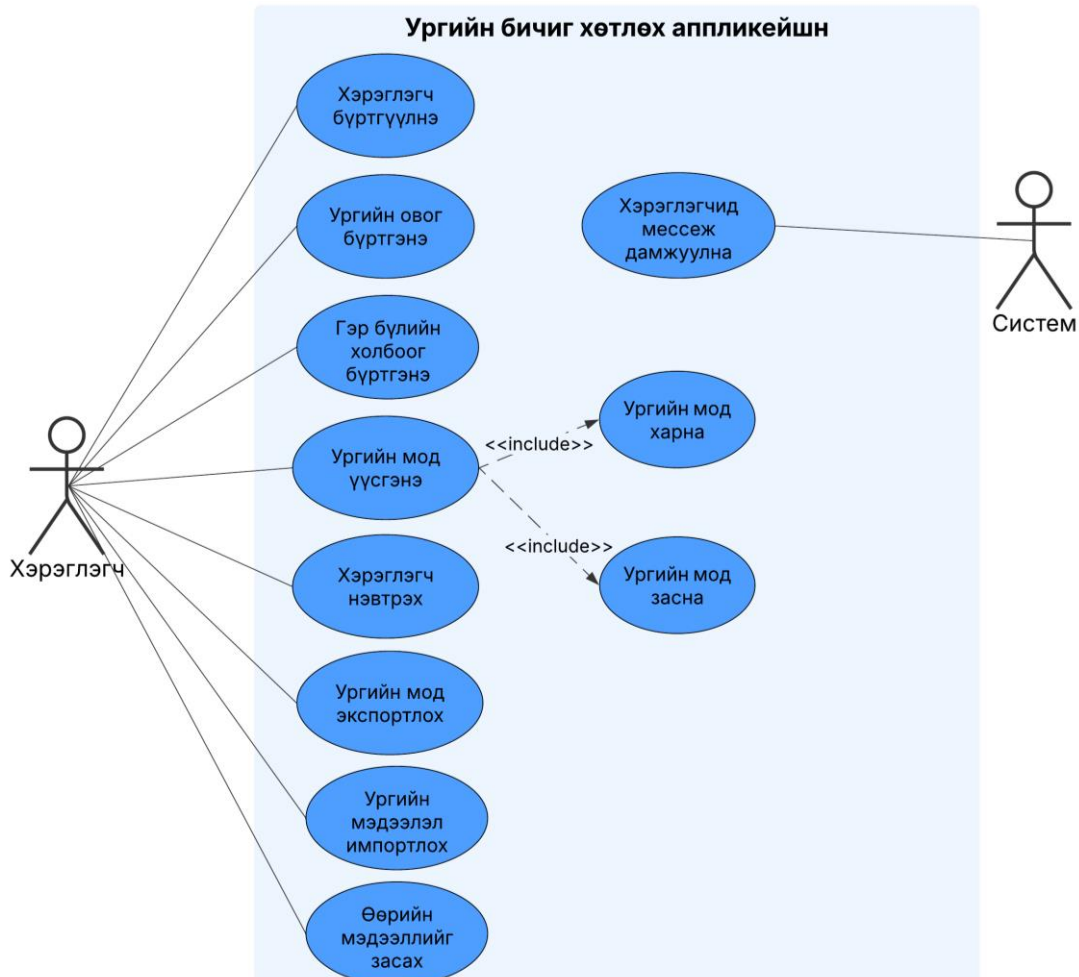 Ургийн бичиг хөтлөх аппликейшн
Хэрэглэгч
бүртгүүлнэ
Ургийн овог
бүртгэнэ
Хэрэглэгчид
мессеж
дамжуулна
Систем
Гэр бүлийн
холбоог
бүртгэнэ
Ургийн мод
үүсгэнэ
<<include>>
Ургийн мод
харна
<<include>>
Ургийн мод
засна
Хэрэглэгч
Хэрэглэгч
нэвтрэх
Ургийн мод
экспортлох
Ургийн
мэдээлэл
импортлох
Өөрийн
мэдээллийг
засах